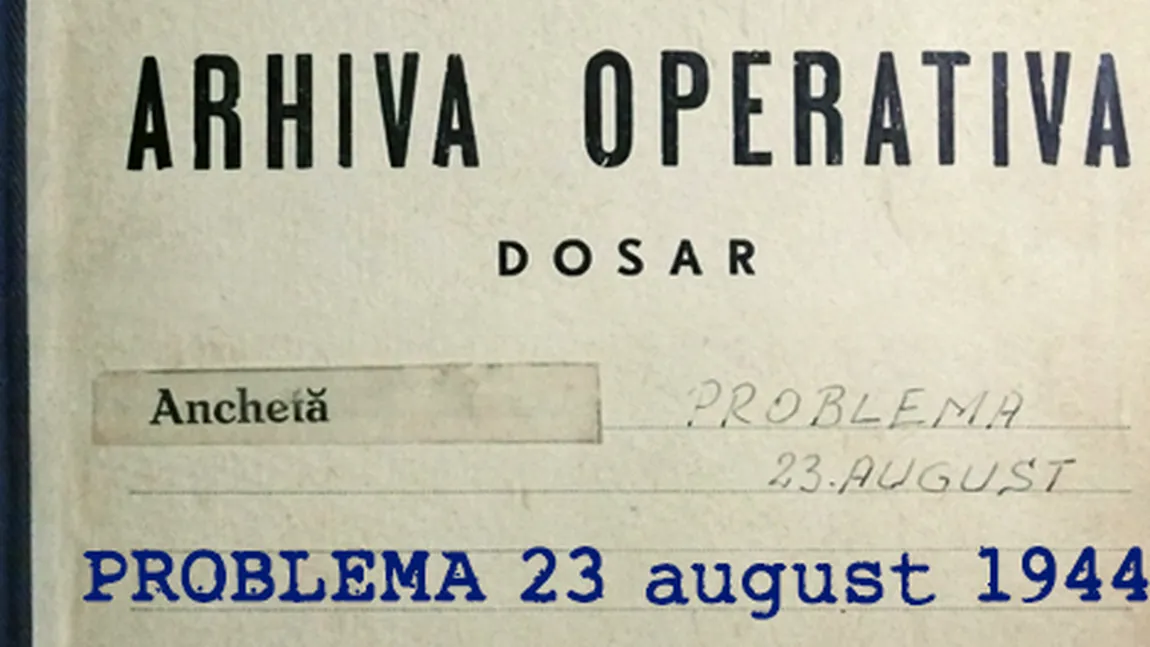 ARHIVA OPERATIVA
DOSAR
Anchetă PROBLEMA
23.AUGUST
PROBLEMA 23 august 1944